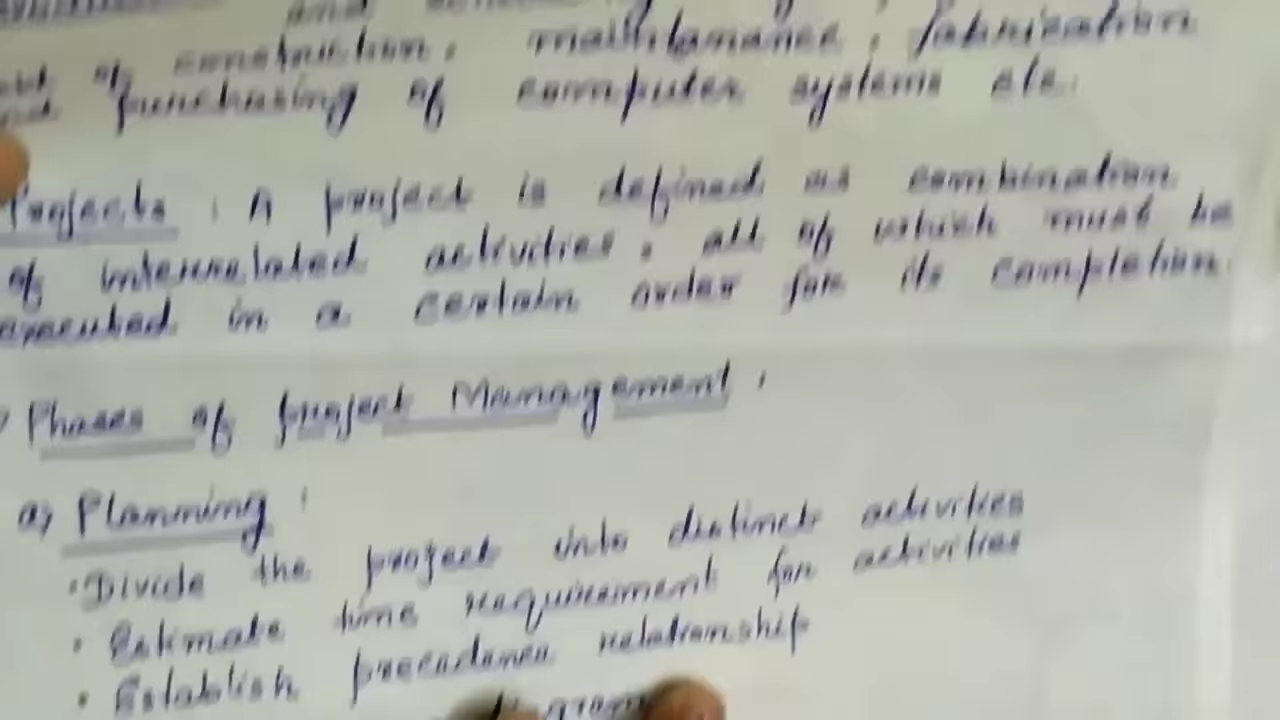 and
of construction, maintanance, fabrication
purchasing of computer systems etc.
Projects : A project is defined as combination
of interrelated activities, all of which must be
executed in a certain order for its completion.
Phases of project Management :
a) Planning :
• Divide the project into distinct activities
• Estimate time requirement for activities
• Establish precedence relationship